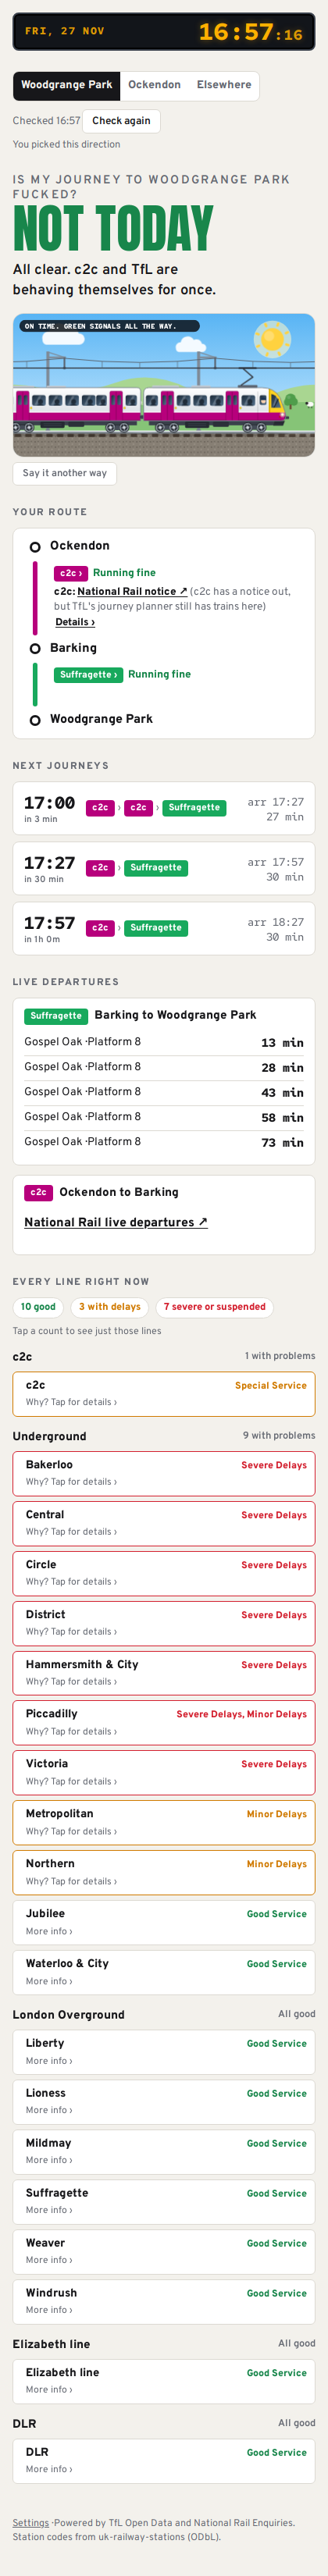 FRI, 27 NOV 16:57:16
Woodgrange Park Ockendon Elsewhere
Checked 16:57 Check again
You picked this direction
IS MY JOURNEY TO WOODGRANGE PARK
FUCKED?
NOT TODAY
All clear. c2c and TfL are
behaving themselves for once.
ON TIME. GREEN SIGNALS ALL THE WAY.
Say it another way
YOUR ROUTE
Ockendon
c2c › Running fine
c2c: National Rail notice ↗ (c2c has a notice out,
but TfL's journey planner still has trains here)
Details ›
Barking
Suffragette › Running fine
Woodgrange Park
NEXT JOURNEYS
17:00 c2c › c2c › Suffragette arr 17:27
in 3 min 27 min
17:27 c2c › Suffragette arr 17:57
in 30 min 30 min
17:57 c2c › Suffragette arr 18:27
in 1h 0m 30 min
LIVE DEPARTURES
Suffragette Barking to Woodgrange Park
Gospel Oak ·Platform 8 13 min
Gospel Oak ·Platform 8 28 min
Gospel Oak ·Platform 8 43 min
Gospel Oak ·Platform 8 58 min
Gospel Oak ·Platform 8 73 min
c2c Ockendon to Barking
National Rail live departures ↗
EVERY LINE RIGHT NOW
10 good 3 with delays 7 severe or suspended
Tap a count to see just those lines
c2c 1 with problems
c2c Special Service
Why? Tap for details ›
Underground 9 with problems
Bakerloo Severe Delays
Why? Tap for details ›
Central Severe Delays
Why? Tap for details ›
Circle Severe Delays
Why? Tap for details ›
District Severe Delays
Why? Tap for details ›
Hammersmith & City Severe Delays
Why? Tap for details ›
Piccadilly Severe Delays, Minor Delays
Why? Tap for details ›
Victoria Severe Delays
Why? Tap for details ›
Metropolitan Minor Delays
Why? Tap for details ›
Northern Minor Delays
Why? Tap for details ›
Jubilee Good Service
More info ›
Waterloo & City Good Service
More info ›
London Overground All good
Liberty Good Service
More info ›
Lioness Good Service
More info ›
Mildmay Good Service
More info ›
Suffragette Good Service
More info ›
Weaver Good Service
More info ›
Windrush Good Service
More info ›
Elizabeth line All good
Elizabeth line Good Service
More info ›
DLR All good
DLR Good Service
More info ›
Settings ·Powered by TfL Open Data and National Rail Enquiries.
Station codes from uk-railway-stations (ODbL).